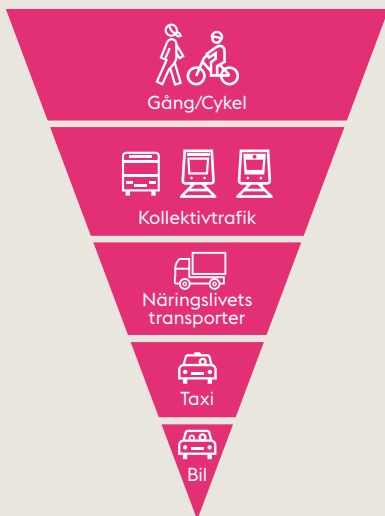 Gång/Cykel
Kollektivtrafik
Näringslivets
transporter
Taxi
Bil